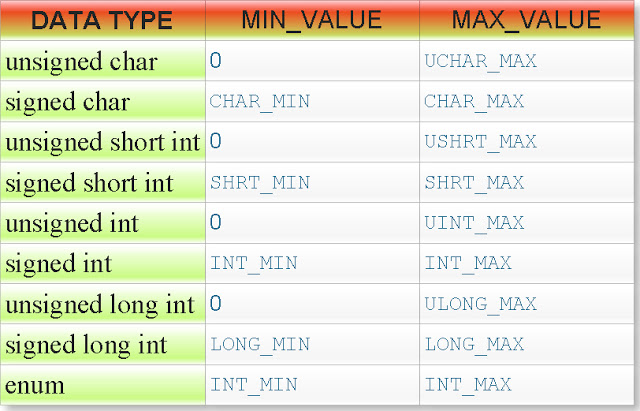 DATA TYPE MIN_VALUE MAX_VALUE
unsigned char 0 UCHAR_MAX
signed char CHAR_MIN CHAR_MAX
unsigned short int 0 USHRT_MAX
signed short int SHRT_MIN SHRT_MAX
unsigned int 0 UINT_MAX
signed int INT_MIN INT_MAX
unsigned long int 0 ULONG_MAX
signed long int LONG_MIN LONG_MAX
enum INT_MIN INT_MAX